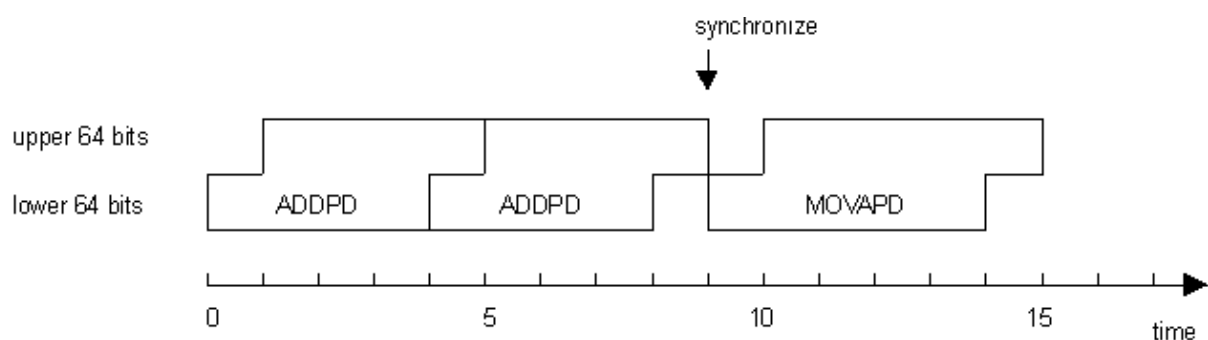 synchronize
upper 64 bits
lower 64 bits ADDPD ADDPD MOVAPD
0 5 10 15
time